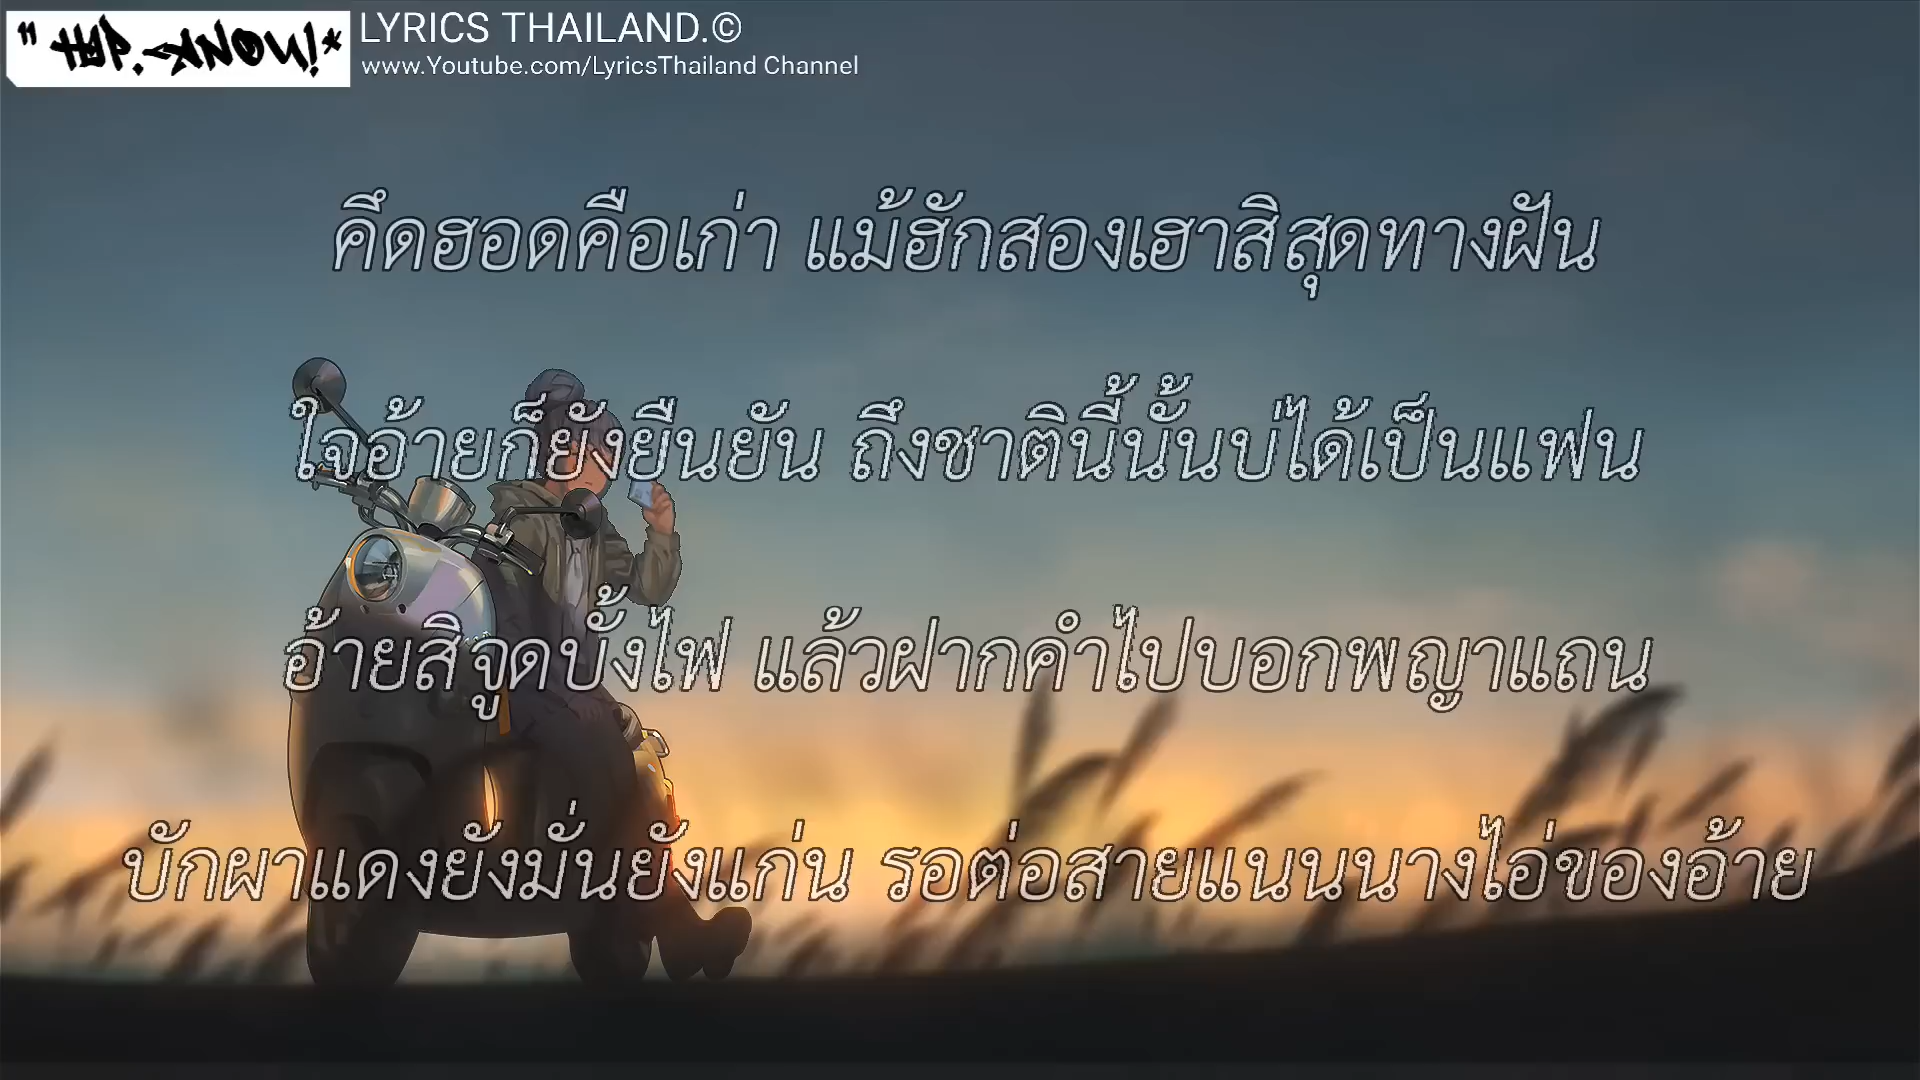 "HYP.-KNOW!*
LYRICS THAILAND.©
www.Youtube.com/LyricsThailand Channel
คึดฮอดคือเก่า แม้ฮักสองเฮาสิสุดทางฝัน
ใจอ้ายก็ยังยืนยัน ถึงชาตินี้นั้นบ่ได้เป็นแฟน
อ้ายสิจูดบั้งไฟ แล้วฝากคำไปบอกพญาแถน
บักผาแดงยังมั่นยังแก่น รอต่อสายแนนนางไอ่ของอ้าย